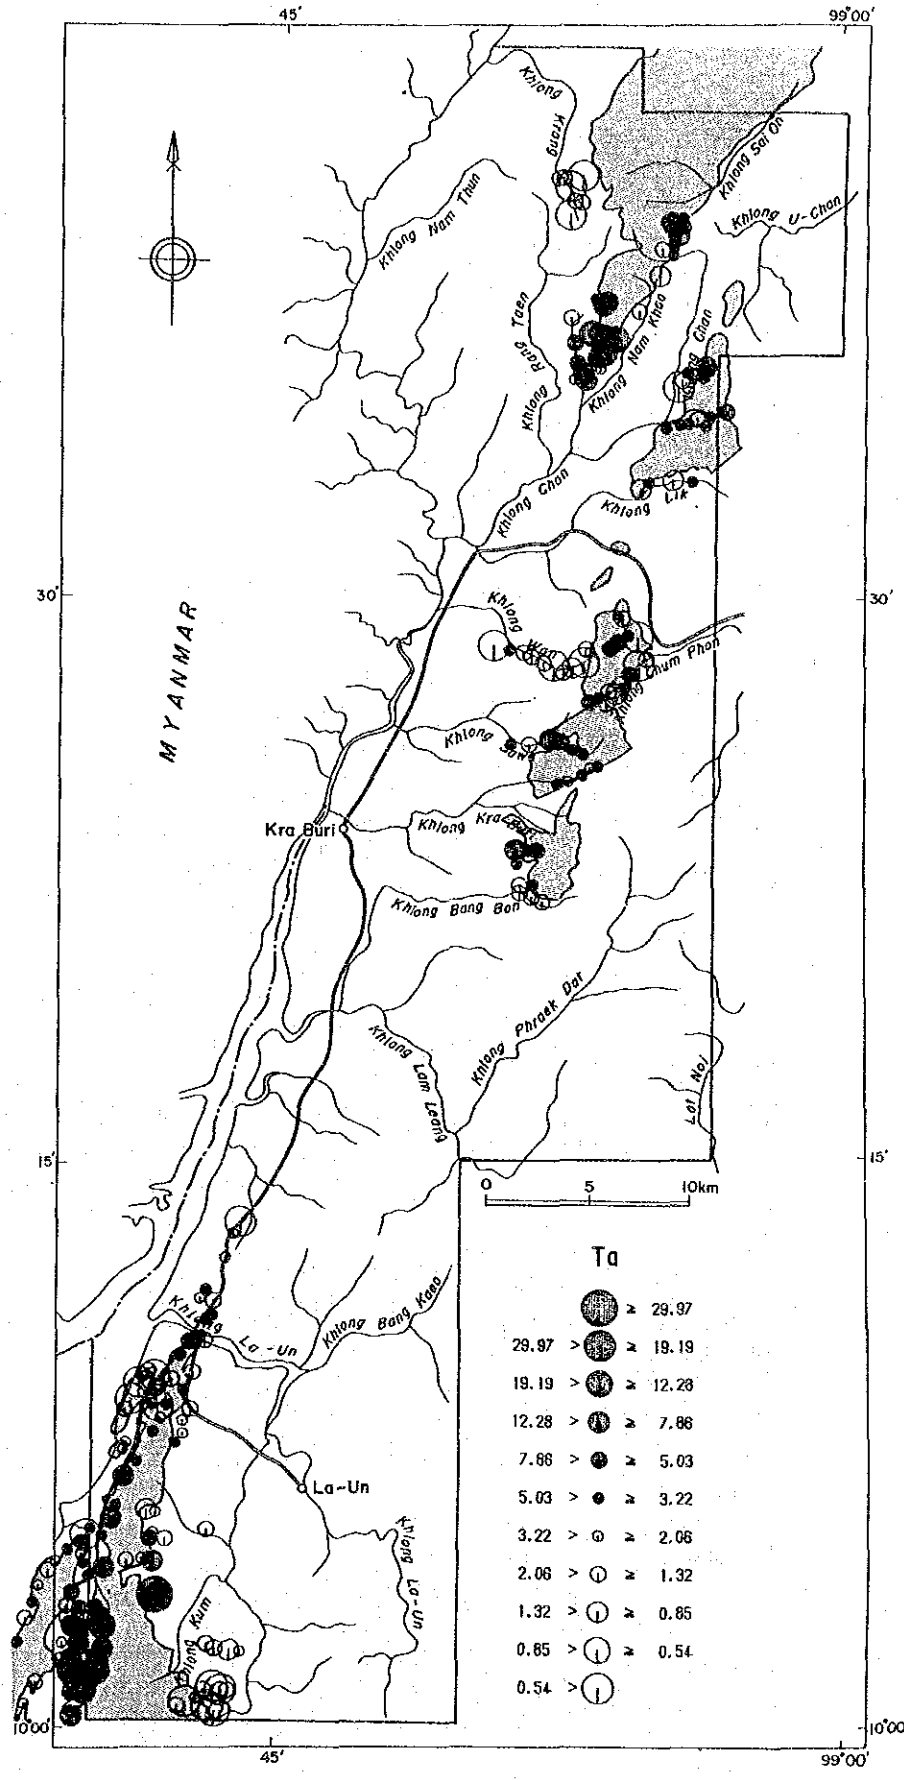 45'
99°00'
Khlong
Krang
Khlong Sai On
Khlong U-Chan
Khlong Nam Thun
Khlong Rang Taen
Khlong Nam Khao
Chan
Khlong Chan
Khlong Lik
30'
30'
MYANMAR
Khlong
Wan
Chum Phon
Khlong
Kra Buri
Khlong
Khlong Bang Bon
Khlong Phraek Dat
Khlong Lam Leang
Lat Noi
15'
15'
0 5 10km
Ta
≥ 29.97
29.97 > ≥ 19.19
19.19 > ≥ 12.28
12.28 > ≥ 7.86
7.86 > ≥ 5.03
5.03 > ≥ 3.22
3.22 > ≥ 2.06
2.06 > ≥ 1.32
1.32 > ≥ 0.85
0.85 > ≥ 0.54
0.54 >
Khlong
La-Un
Khlong Bang Kaeo
La-Un
Khlong La-Un
Kum
10°00'
10°00'
45'
99°00'